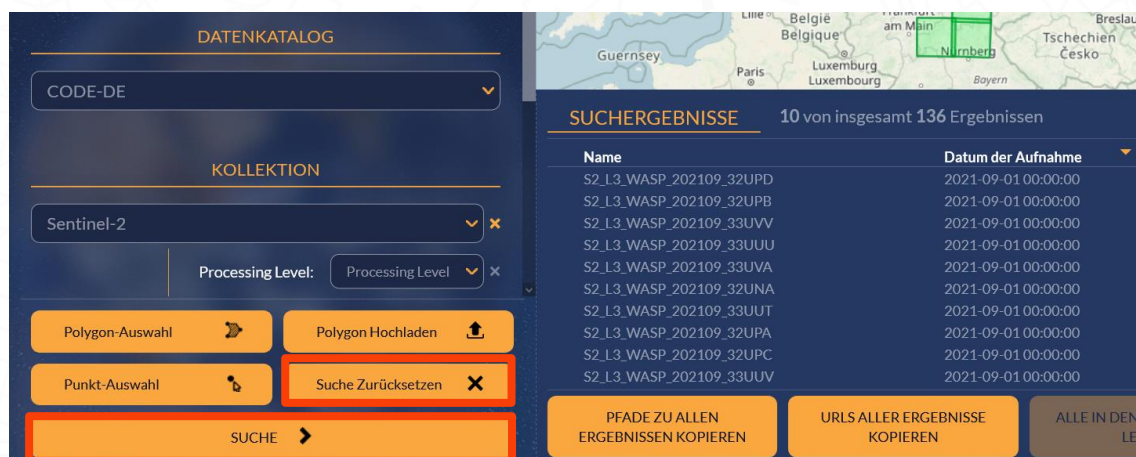 DATENKATALOG
CODE-DE
KOLLEKTION
Sentinel-2
Processing Level: Processing Level
Polygon-Auswahl
Polygon Hochladen
Punkt-Auswahl
Suche Zurücksetzen
SUCHE
Guernsey
Paris
België
Belgique
Luxemburg
Luxembourg
am Main
Nürnberg
Bayern
Tschechien
Česko
Breslau
SUCHERGEBNISSE 10 von insgesamt 136 Ergebnissen
Name Datum der Aufnahme
S2_L3_WASP_202109_32UPD 2021-09-01 00:00:00
S2_L3_WASP_202109_32UPB 2021-09-01 00:00:00
S2_L3_WASP_202109_33UVV 2021-09-01 00:00:00
S2_L3_WASP_202109_33UUU 2021-09-01 00:00:00
S2_L3_WASP_202109_33UVA 2021-09-01 00:00:00
S2_L3_WASP_202109_32UNA 2021-09-01 00:00:00
S2_L3_WASP_202109_33UUT 2021-09-01 00:00:00
S2_L3_WASP_202109_32UPA 2021-09-01 00:00:00
S2_L3_WASP_202109_32UPC 2021-09-01 00:00:00
S2_L3_WASP_202109_33UUV 2021-09-01 00:00:00
PFADE ZU ALLEN
ERGEBNISSEN KOPIEREN
URLS ALLER ERGEBNISSE
KOPIEREN
ALLE IN DEN